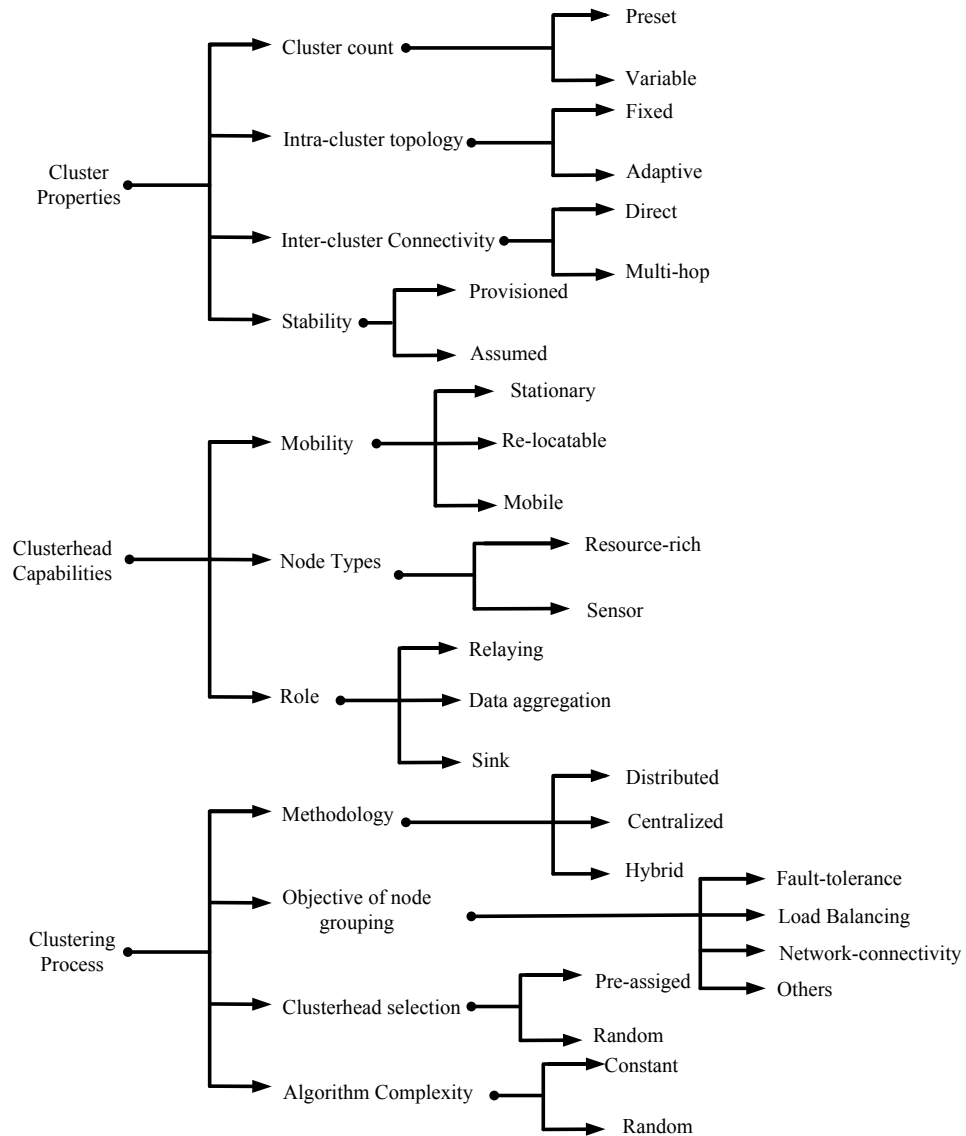 Cluster
Properties
Cluster count
Preset
Variable
Intra-cluster topology
Fixed
Adaptive
Inter-cluster Connectivity
Direct
Multi-hop
Stability
Provisioned
Assumed
Clusterhead
Capabilities
Mobility
Stationary
Re-locatable
Mobile
Node Types
Resource-rich
Sensor
Role
Relaying
Data aggregation
Sink
Clustering
Process
Methodology
Distributed
Centralized
Hybrid
Objective of node
grouping
Fault-tolerance
Load Balancing
Network-connectivity
Others
Clusterhead selection
Pre-assiged
Random
Algorithm Complexity
Constant
Random